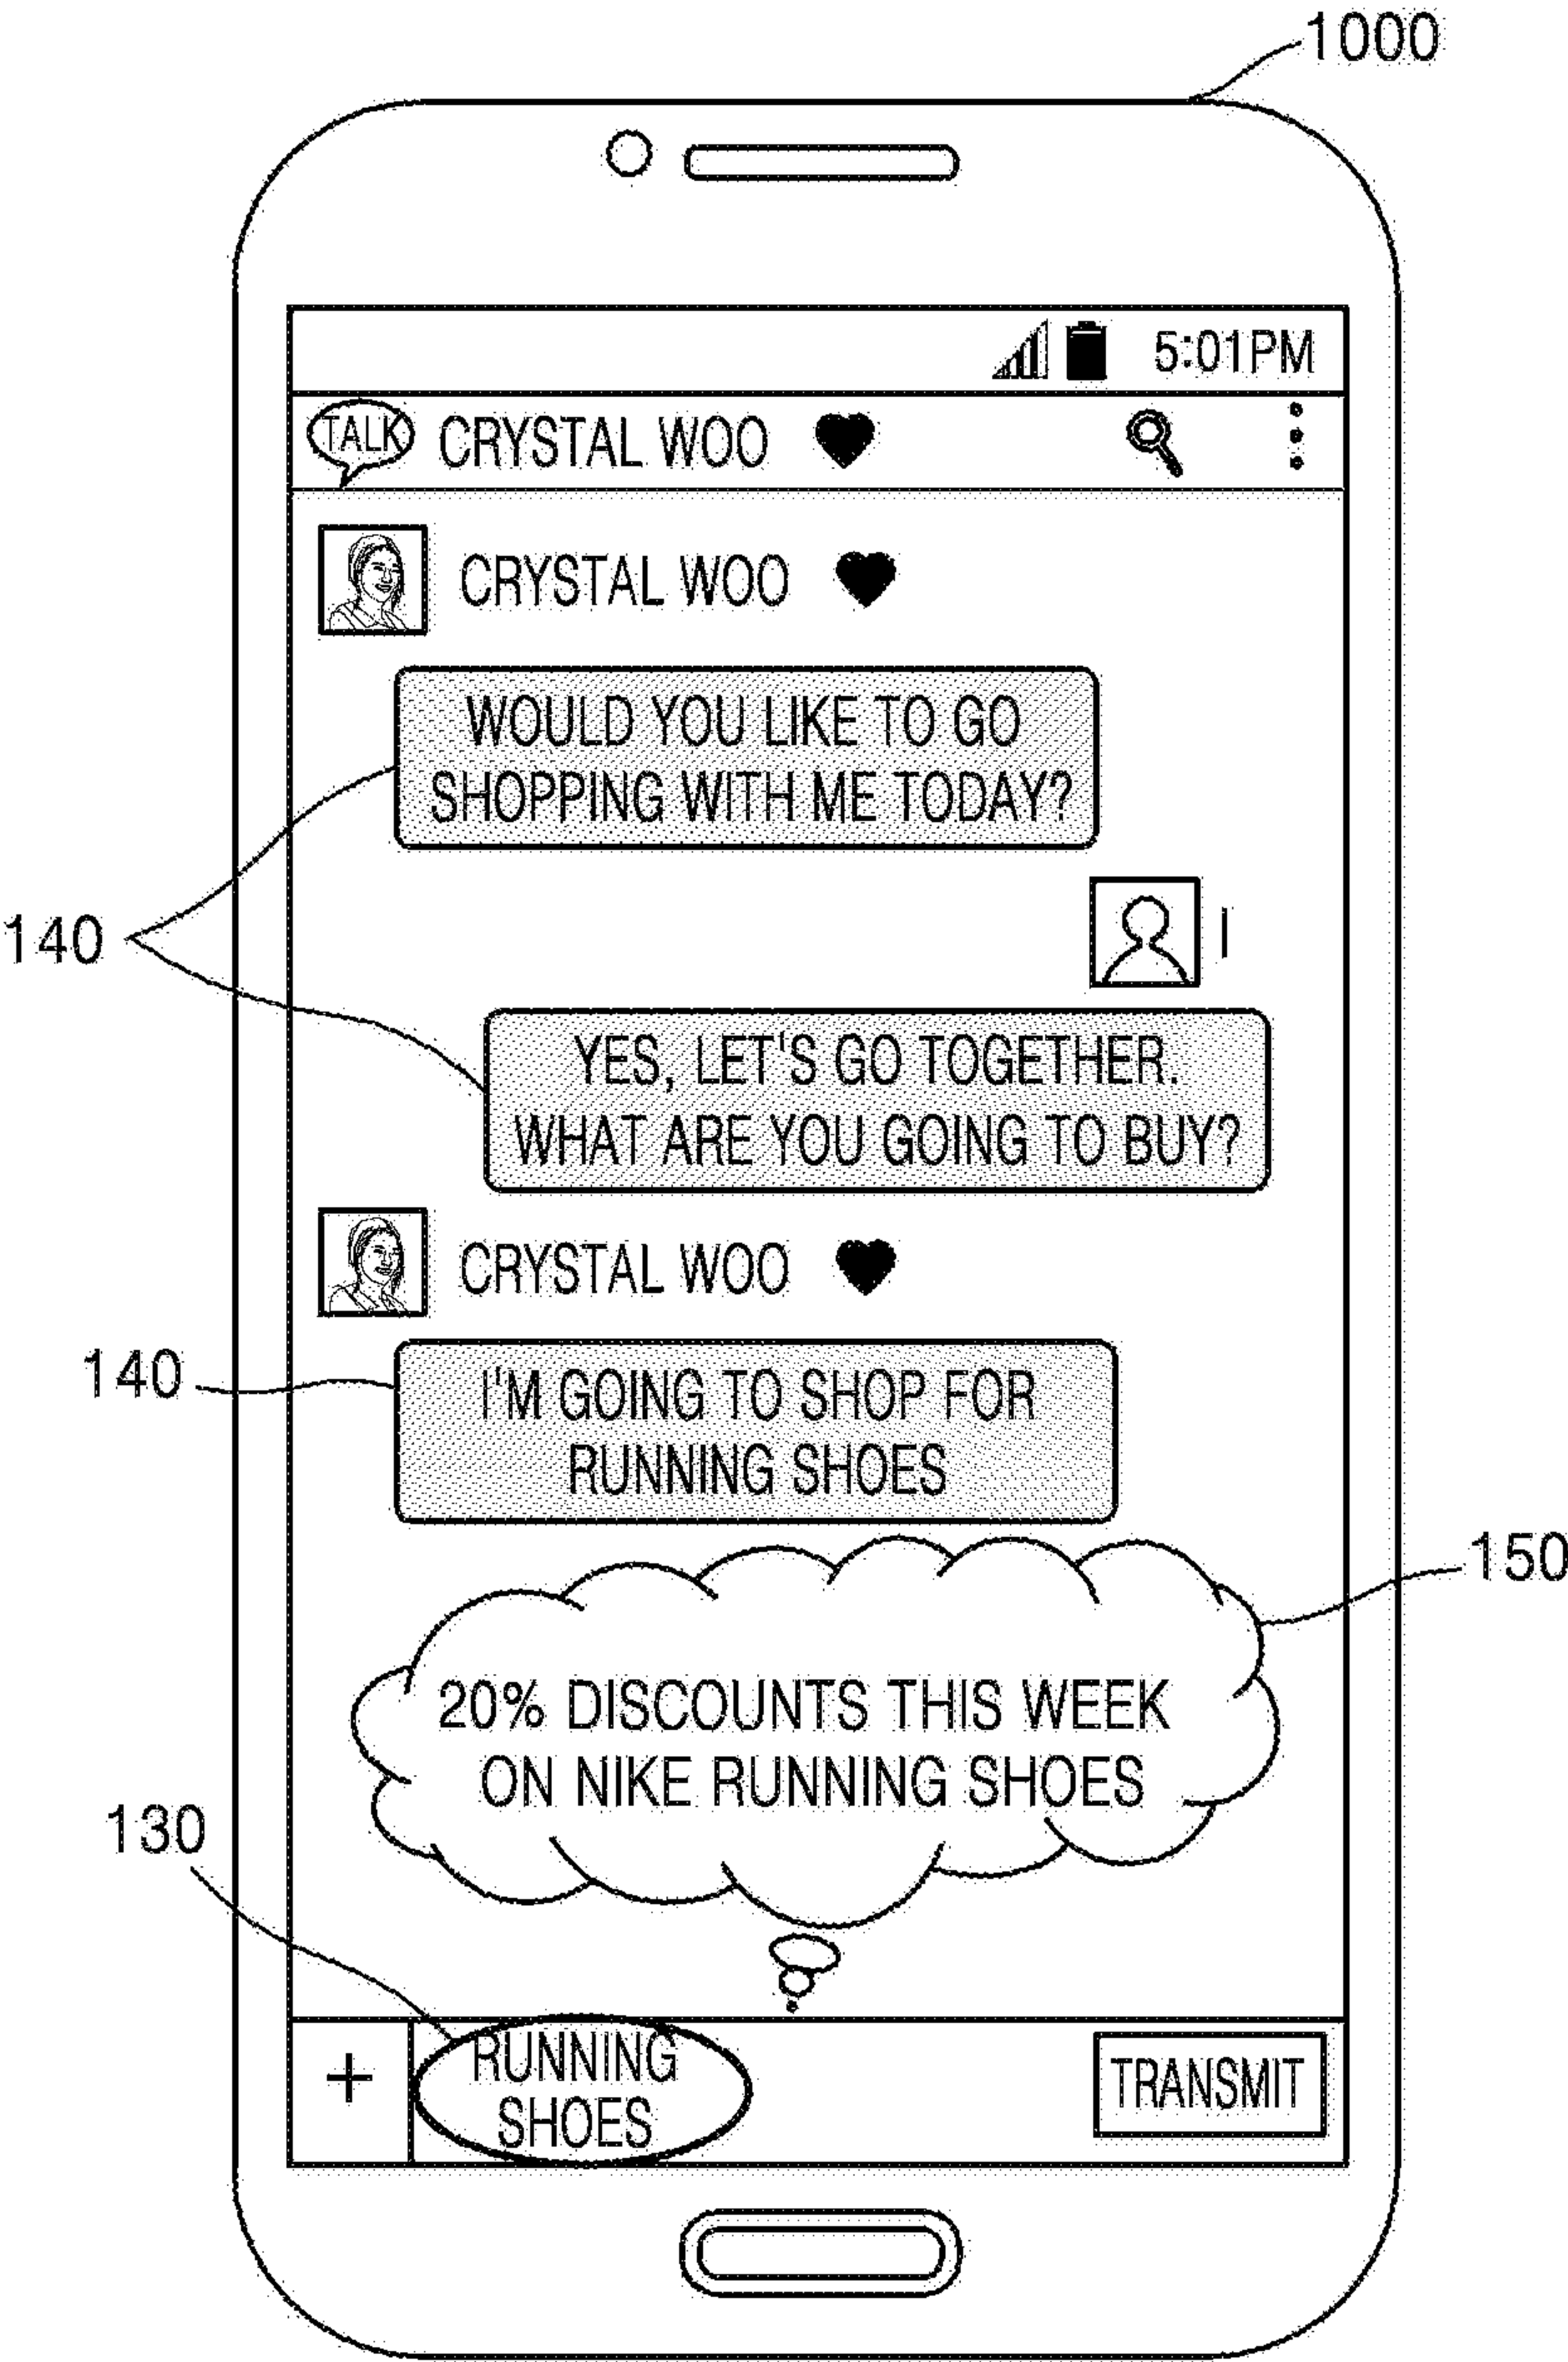 1000
5:01PM
TALK CRYSTAL WOO
CRYSTAL WOO
WOULD YOU LIKE TO GO
SHOPPING WITH ME TODAY?
140
I
YES, LET'S GO TOGETHER.
WHAT ARE YOU GOING TO BUY?
CRYSTAL WOO
140
I'M GOING TO SHOP FOR
RUNNING SHOES
150
20% DISCOUNTS THIS WEEK
ON NIKE RUNNING SHOES
130
+
RUNNING
SHOES
TRANSMIT